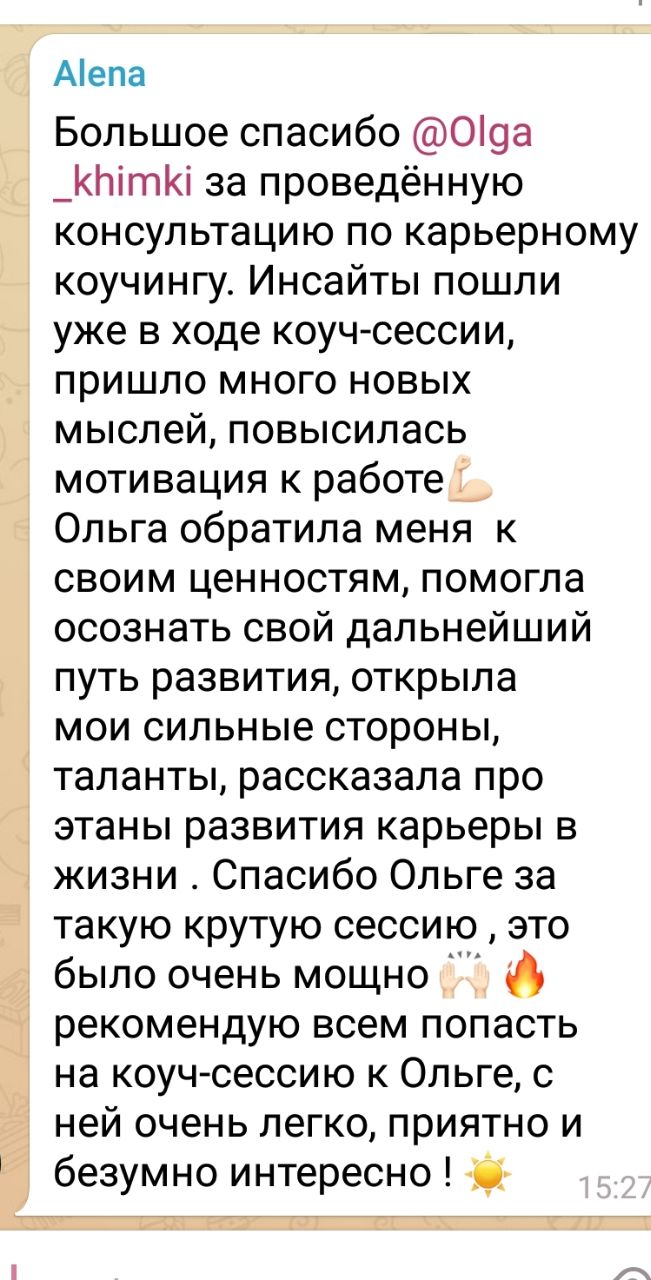 Alena
Большое спасибо @Olga
_khimki за проведённую
консультацию по карьерному
коучингу. Инсайты пошли
уже в ходе коуч-сессии,
пришло много новых
мыслей, повысилась
мотивация к работе💪🏻
Ольга обратила меня  к
своим ценностям, помогла
осознать свой дальнейший
путь развития, открыла
мои сильные стороны,
таланты, рассказала про
этаны развития карьеры в
жизни . Спасибо Ольге за
такую крутую сессию , это
было очень мощно 🙌🏻 🔥
рекомендую всем попасть
на коуч-сессию к Ольге, с
ней очень легко, приятно и
безумно интересно ! ☀️
15:27